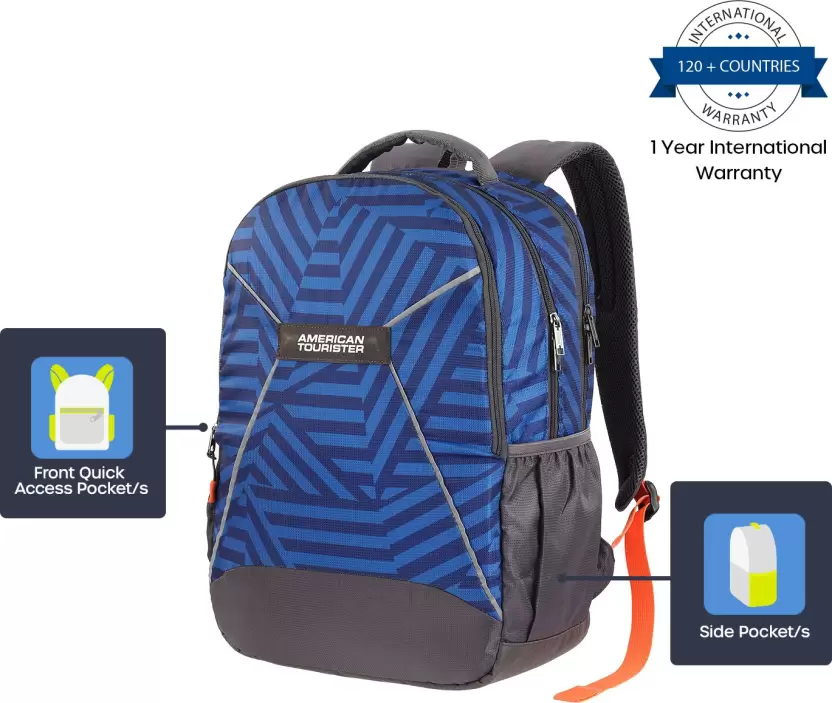 INTERNATIONAL
120 + COUNTRIES
WARRANTY
1 Year International
Warranty
AMERICAN
TOURISTER
Front Quick
Access Pocket/s
Side Pocket/s